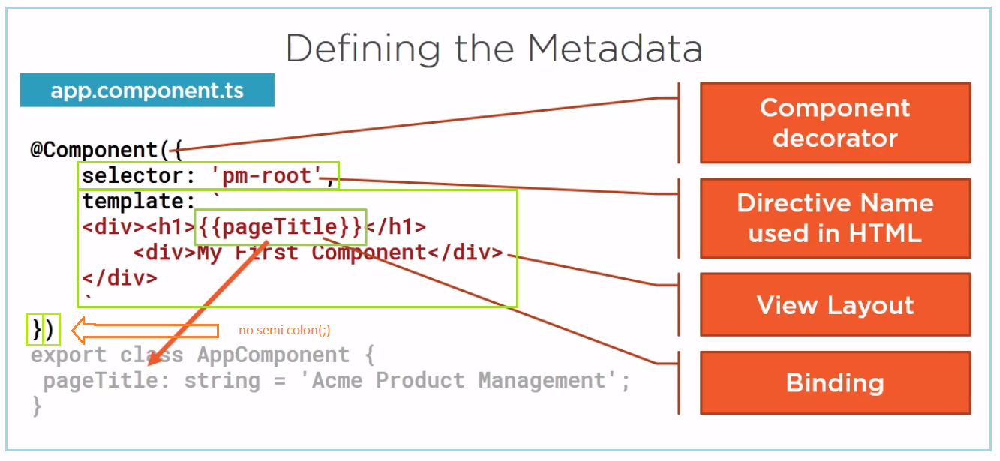 Defining the Metadata
app.component.ts
@Component({
selector: 'pm-root',
template: `
<div><h1>{{pageTitle}}</h1>
<div>My First Component</div>
</div>
`
})
no semi colon(;)
export class AppComponent {
pageTitle: string = 'Acme Product Management';
}
Component
decorator
Directive Name
used in HTML
View Layout
Binding